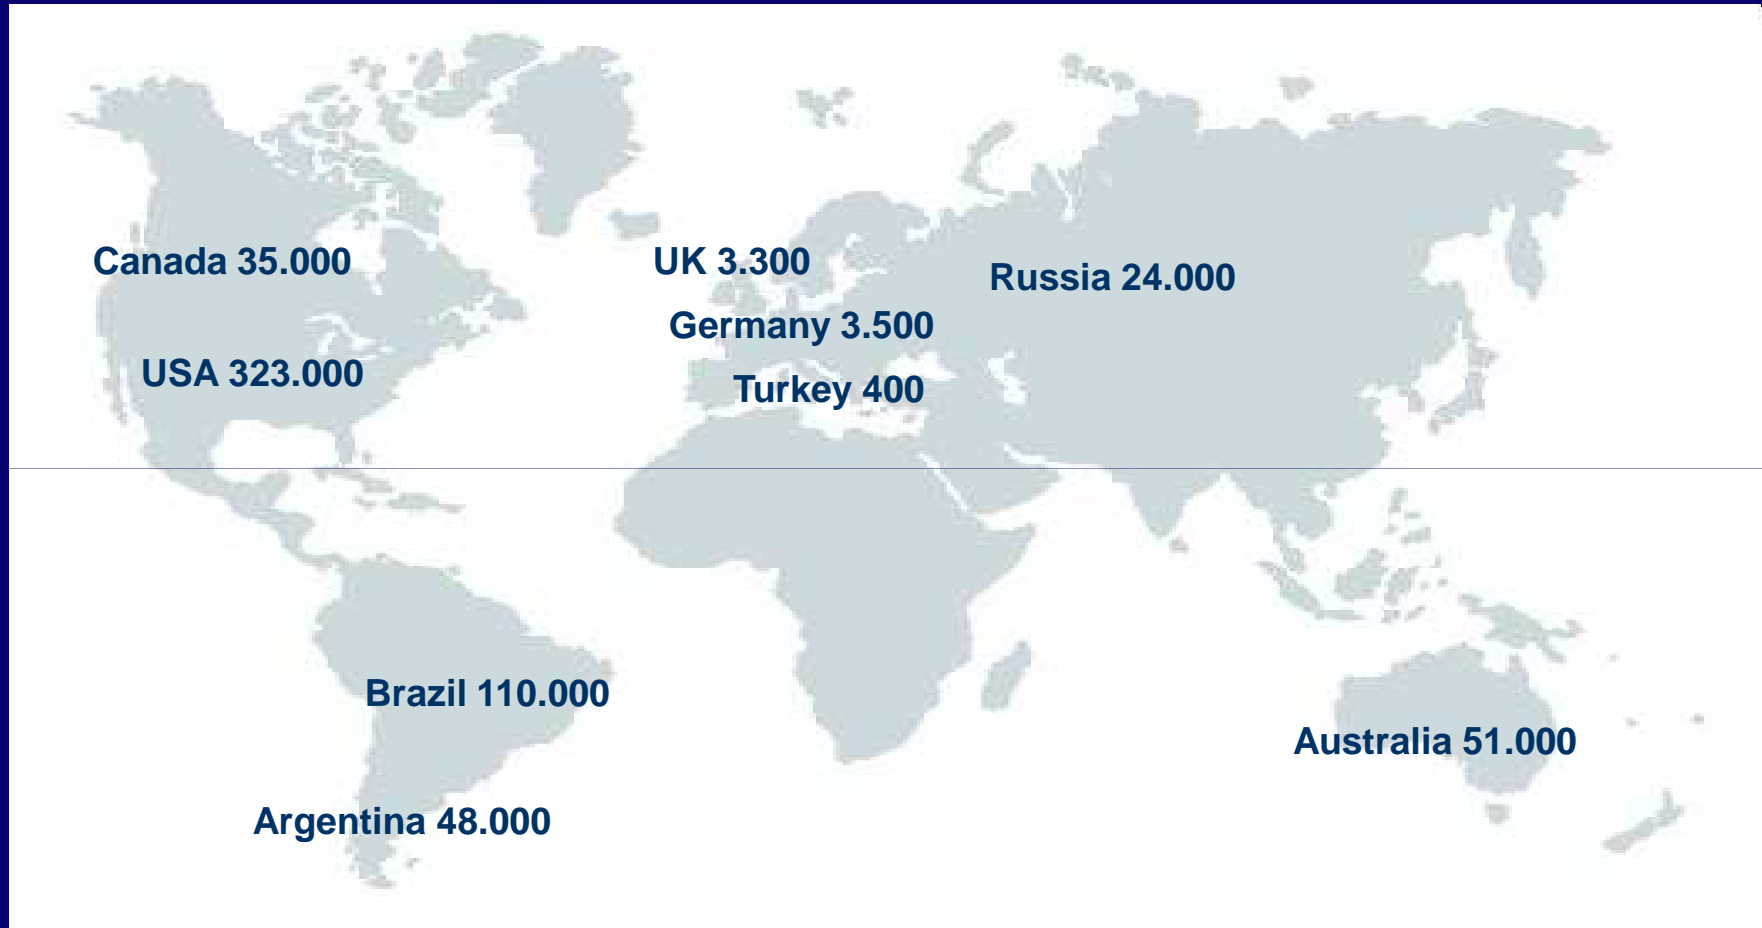 Canada 35.000
UK 3.300
Russia 24.000
Germany 3.500
USA 323.000
Turkey 400
Brazil 110.000
Australia 51.000
Argentina 48.000